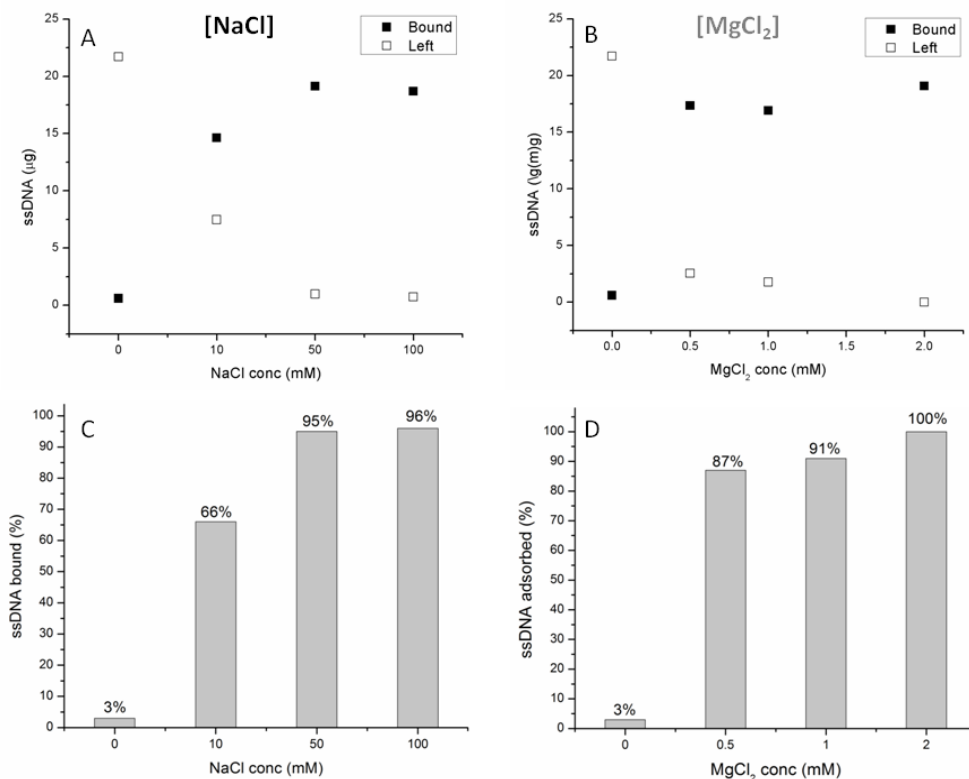 A
[NaCl]
Bound
Left
25
20
15
10
5
0
ssDNA (μg)
0 10 50 100
NaCl conc (mM)
B
[MgCl₂]
Bound
Left
25
20
15
10
5
0
ssDNA (\g(m)g)
0.0 0.5 1.0 1.5 2.0
MgCl₂ conc (mM)
C
100
90
80
70
60
50
40
30
20
10
0
ssDNA bound (%)
3% 66% 95% 96%
0 10 50 100
NaCl conc (mM)
D
100
90
80
70
60
50
40
30
20
10
0
ssDNA adsorbed (%)
3% 87% 91% 100%
0 0.5 1 2
MgCl₂ conc (mM)